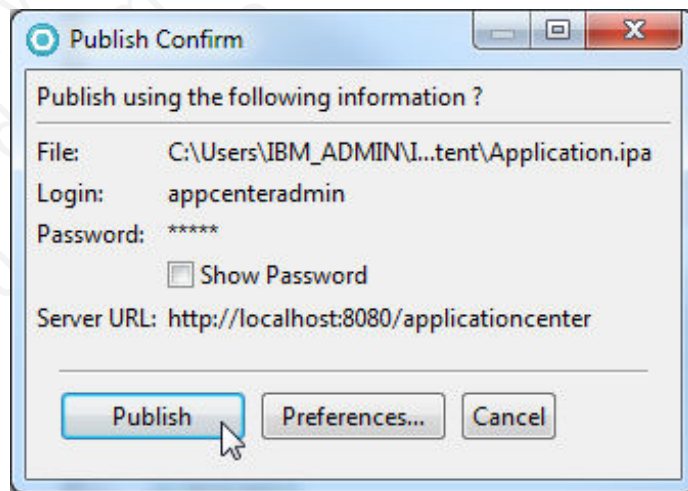 Publish Confirm
Publish using the following information ?
File: C:\Users\IBM_ADMIN\I...tent\Application.ipa
Login: appcenteradmin
Password: *****
Show Password
Server URL: http://localhost:8080/applicationcenter
Publish Preferences... Cancel